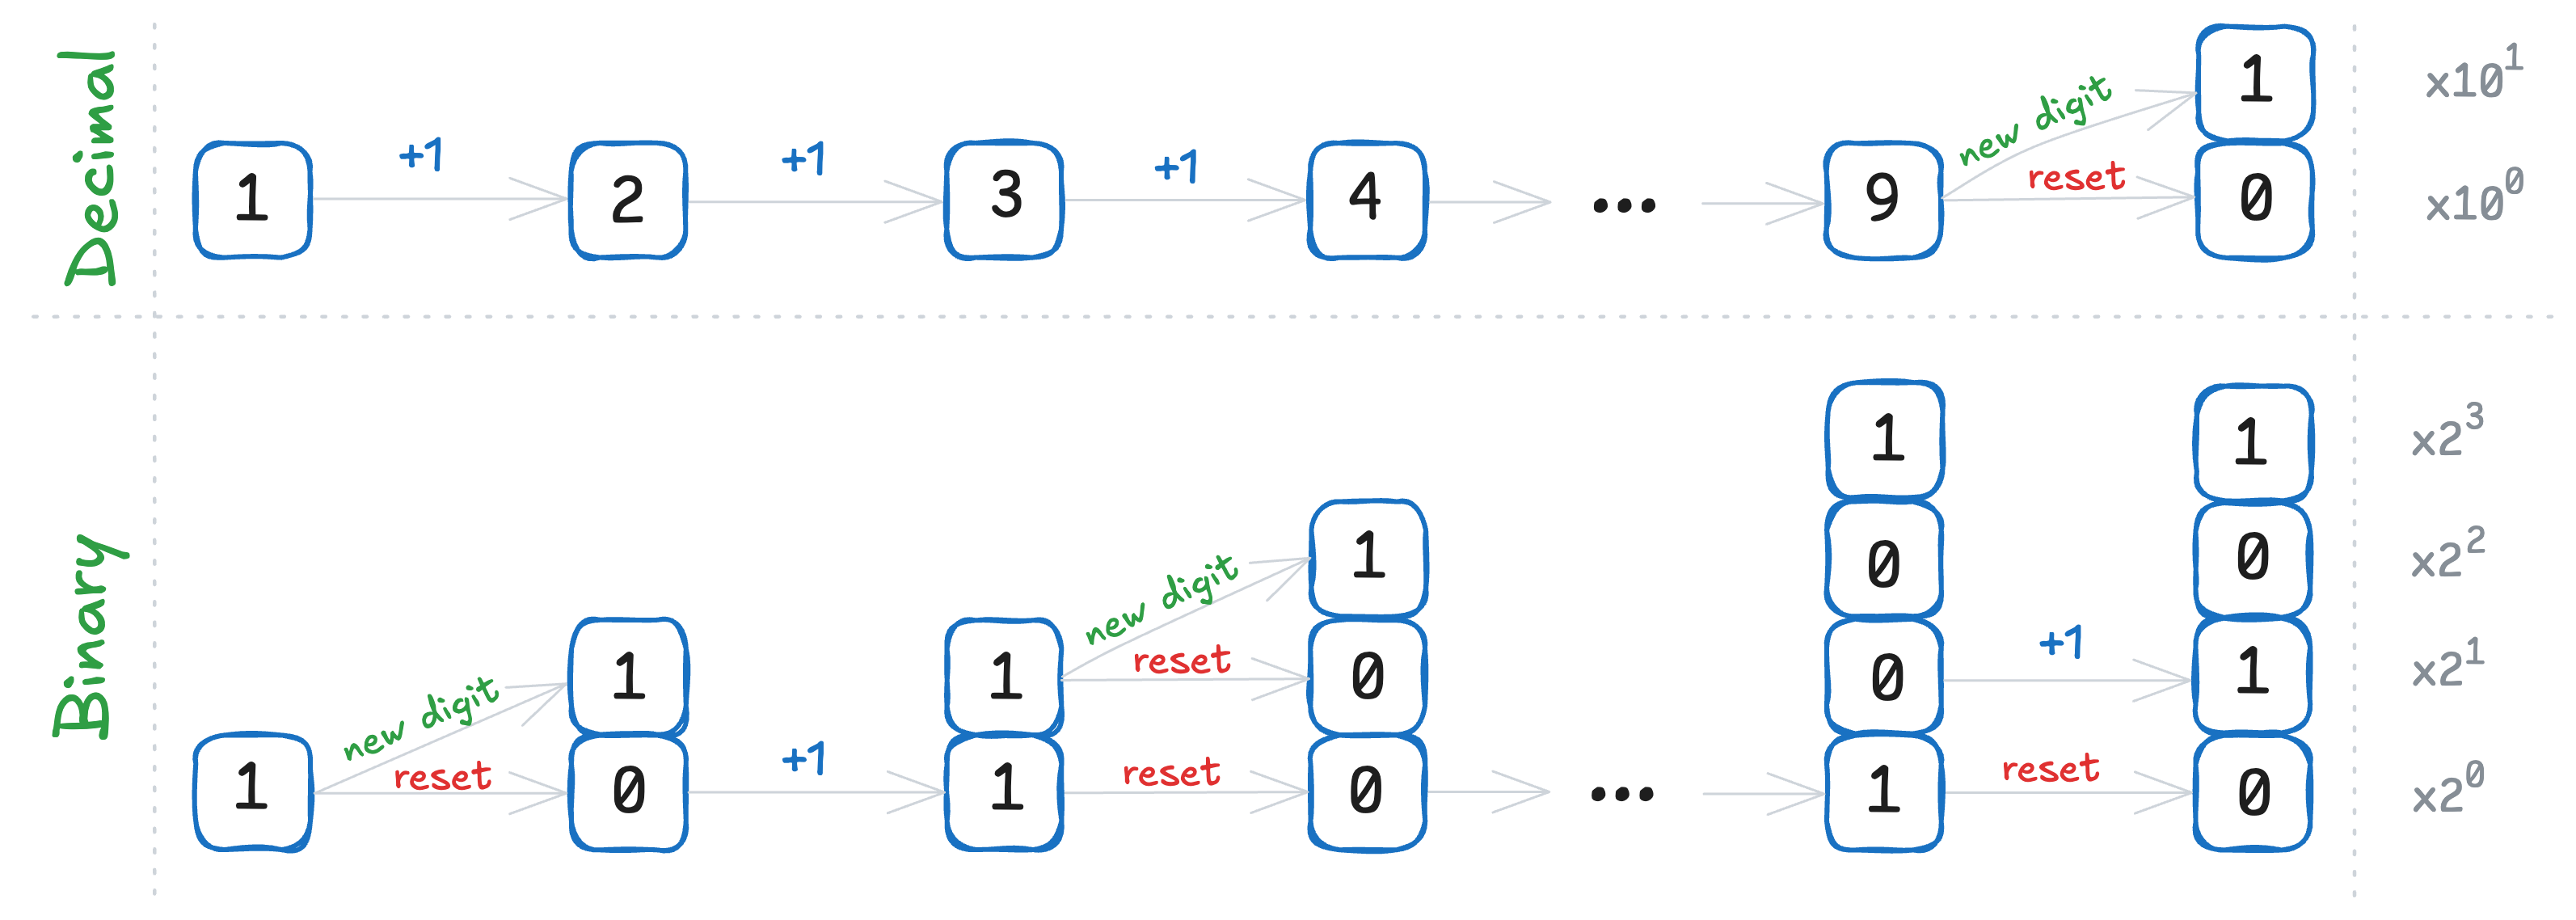 Decimal
1 +1 2 +1 3 +1 4 ... 9 new digit 1 x10^1
reset 0 x10^0
Binary
1 1 x2^3
1 0 0 x2^2
new digit
1 1 reset 0 0 +1 1 x2^1
new digit
1 reset 0 +1 1 reset 0 ... 1 reset 0 x2^0